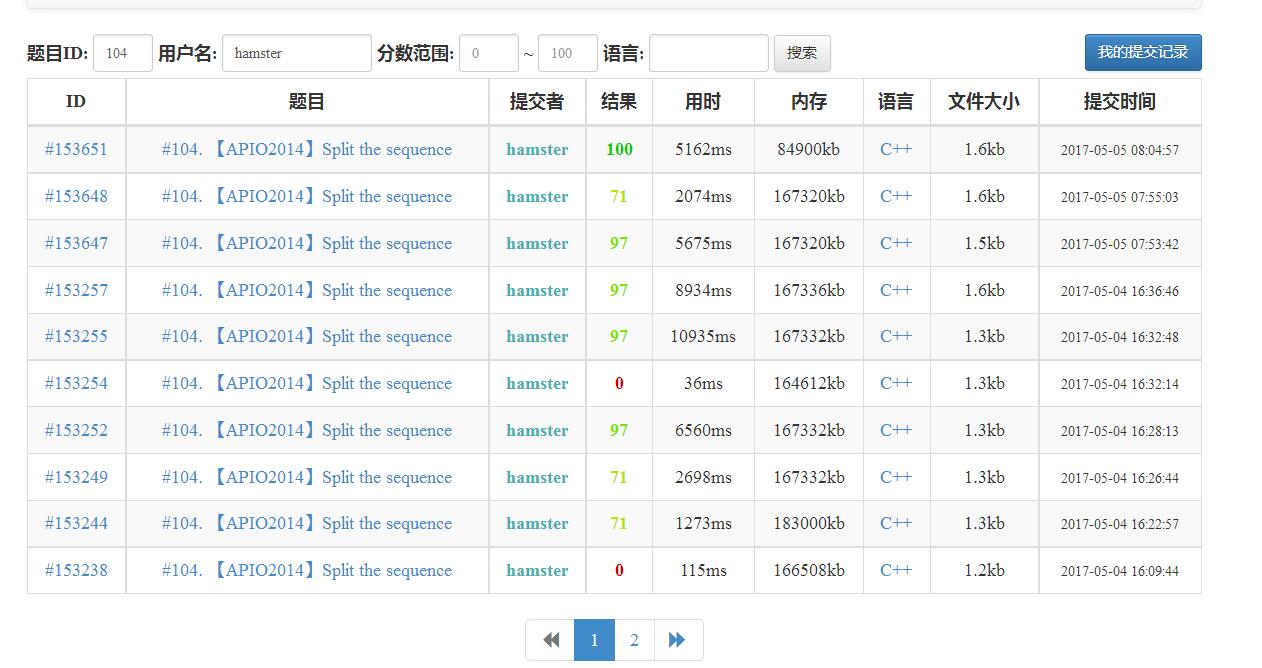 题目ID: 104 用户名: hamster 分数范围: 0 ~ 100 语言: 搜索 我的提交记录
ID 题目 提交者 结果 用时 内存 语言 文件大小 提交时间
#153651 #104. 【APIO2014】Split the sequence hamster 100 5162ms 84900kb C++ 1.6kb 2017-05-05 08:04:57
#153648 #104. 【APIO2014】Split the sequence hamster 71 2074ms 167320kb C++ 1.6kb 2017-05-05 07:55:03
#153647 #104. 【APIO2014】Split the sequence hamster 97 5675ms 167320kb C++ 1.5kb 2017-05-05 07:53:42
#153257 #104. 【APIO2014】Split the sequence hamster 97 8934ms 167336kb C++ 1.6kb 2017-05-04 16:36:46
#153255 #104. 【APIO2014】Split the sequence hamster 97 10935ms 167332kb C++ 1.3kb 2017-05-04 16:32:48
#153254 #104. 【APIO2014】Split the sequence hamster 0 36ms 164612kb C++ 1.3kb 2017-05-04 16:32:14
#153252 #104. 【APIO2014】Split the sequence hamster 97 6560ms 167332kb C++ 1.3kb 2017-05-04 16:28:13
#153249 #104. 【APIO2014】Split the sequence hamster 71 2698ms 167332kb C++ 1.3kb 2017-05-04 16:26:44
#153244 #104. 【APIO2014】Split the sequence hamster 71 1273ms 183000kb C++ 1.3kb 2017-05-04 16:22:57
#153238 #104. 【APIO2014】Split the sequence hamster 0 115ms 166508kb C++ 1.2kb 2017-05-04 16:09:44
1 2